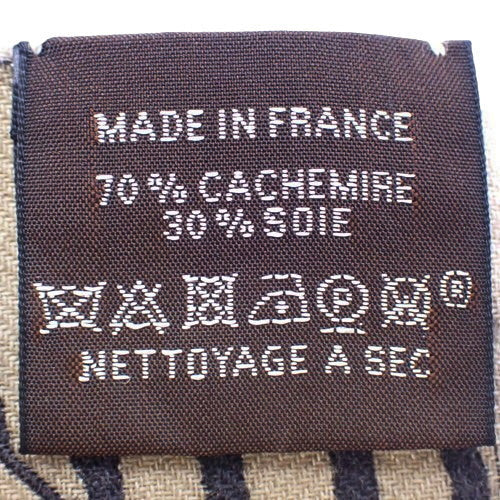 MADE IN FRANCE
70 % CACHEMIRE
30 % SOIE
P W ®
NETTOYAGE A SEC